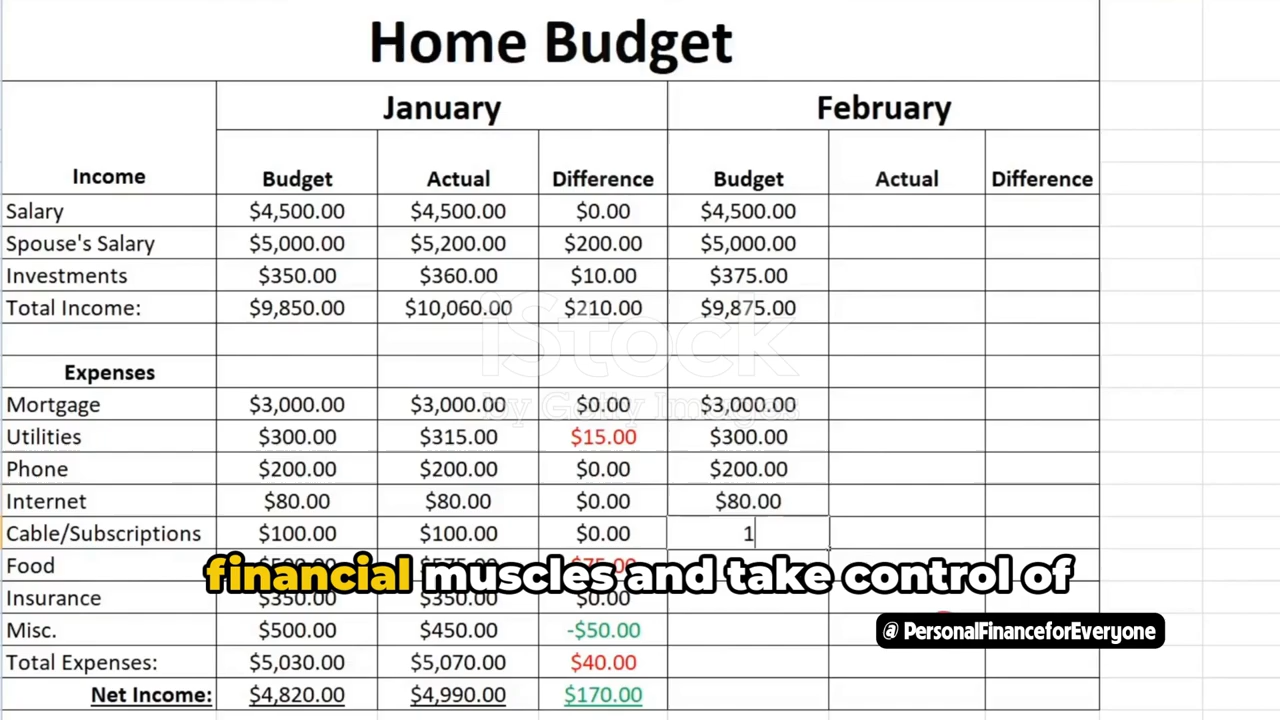 Home Budget
January February
Income Budget Actual Difference Budget Actual Difference
Salary $4,500.00 $4,500.00 $0.00 $4,500.00
Spouse's Salary $5,000.00 $5,200.00 $200.00 $5,000.00
Investments $350.00 $360.00 $10.00 $375.00
Total Income: $9,850.00 $10,060.00 $210.00 $9,875.00
iStock
Expenses
Mortgage $3,000.00 $3,000.00 $0.00 $3,000.00
by Getty Images
Utilities $300.00 $315.00 $15.00 $300.00
Phone $200.00 $200.00 $0.00 $200.00
Internet $80.00 $80.00 $0.00 $80.00
Cable/Subscriptions $100.00 $100.00 $0.00 1
Food
financial muscles and take control of
Insurance $350.00 $350.00 $0.00
Misc. $500.00 $450.00 -$50.00
@ PersonalFinanceforEveryone
Total Expenses: $5,030.00 $5,070.00 $40.00
Net Income: $4,820.00 $4,990.00 $170.00